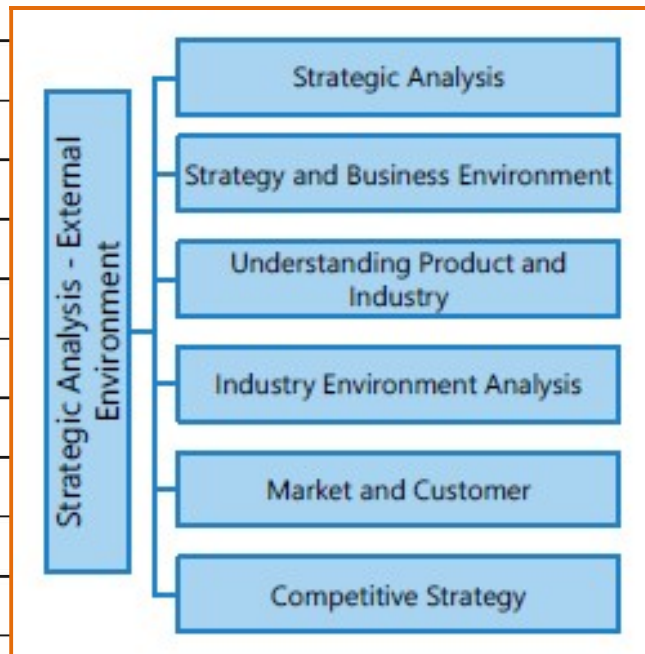 Strategic Analysis - External
Environment
Strategic Analysis
Strategy and Business Environment
Understanding Product and
Industry
Industry Environment Analysis
Market and Customer
Competitive Strategy